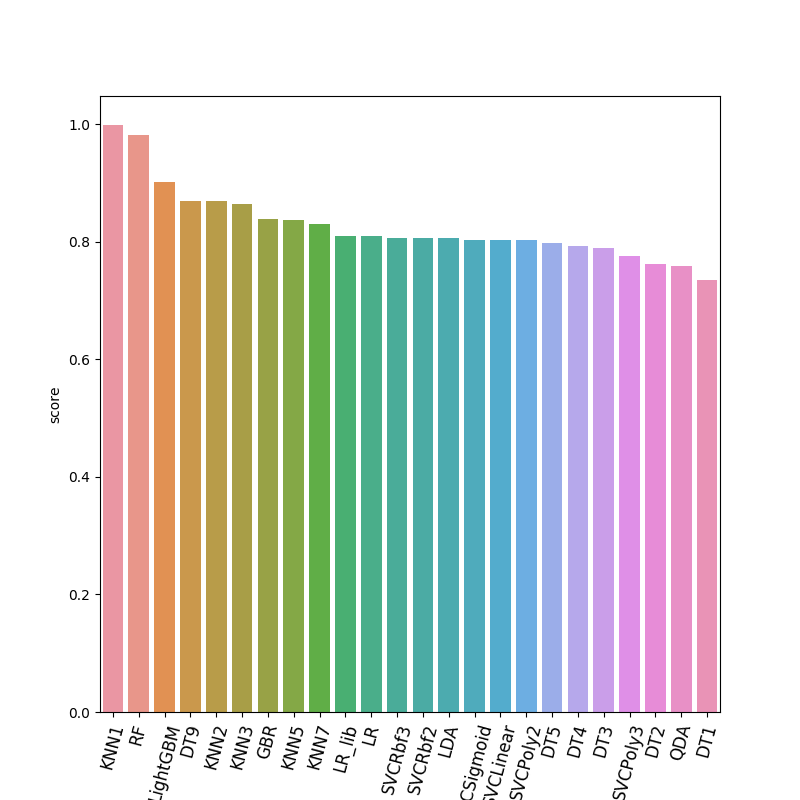 1.0
0.8
0.6
0.4
0.2
0.0
score
KNN1
RF
LightGBM
DT9
KNN2
KNN3
GBR
KNN5
KNN7
LR_lib
LR
SVCRbf3
SVCRbf2
LDA
CSigmoid
SVCLinear
SVCPoly2
DT5
DT4
DT3
SVCPoly3
DT2
QDA
DT1